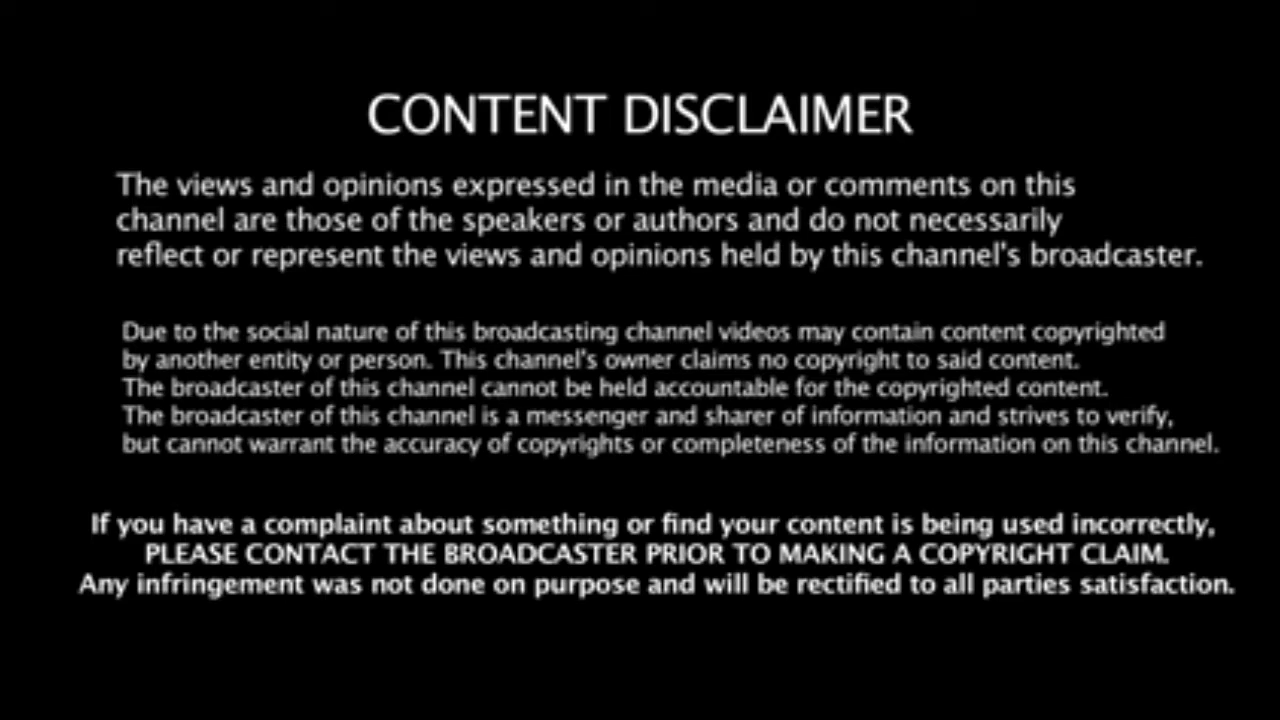 CONTENT DISCLAIMER
The views and opinions expressed in the media or comments on this
channel are those of the speakers or authors and do not necessarily
reflect or represent the views and opinions held by this channel's broadcaster.
Due to the social nature of this broadcasting channel videos may contain content copyrighted
by another entity or person. This channel's owner claims no copyright to said content.
The broadcaster of this channel cannot be held accountable for the copyrighted content.
The broadcaster of this channel is a messenger and sharer of information and strives to verify,
but cannot warrant the accuracy of copyrights or completeness of the information on this channel.
If you have a complaint about something or find your content is being used incorrectly,
PLEASE CONTACT THE BROADCASTER PRIOR TO MAKING A COPYRIGHT CLAIM.
Any infringement was not done on purpose and will be rectified to all parties satisfaction.